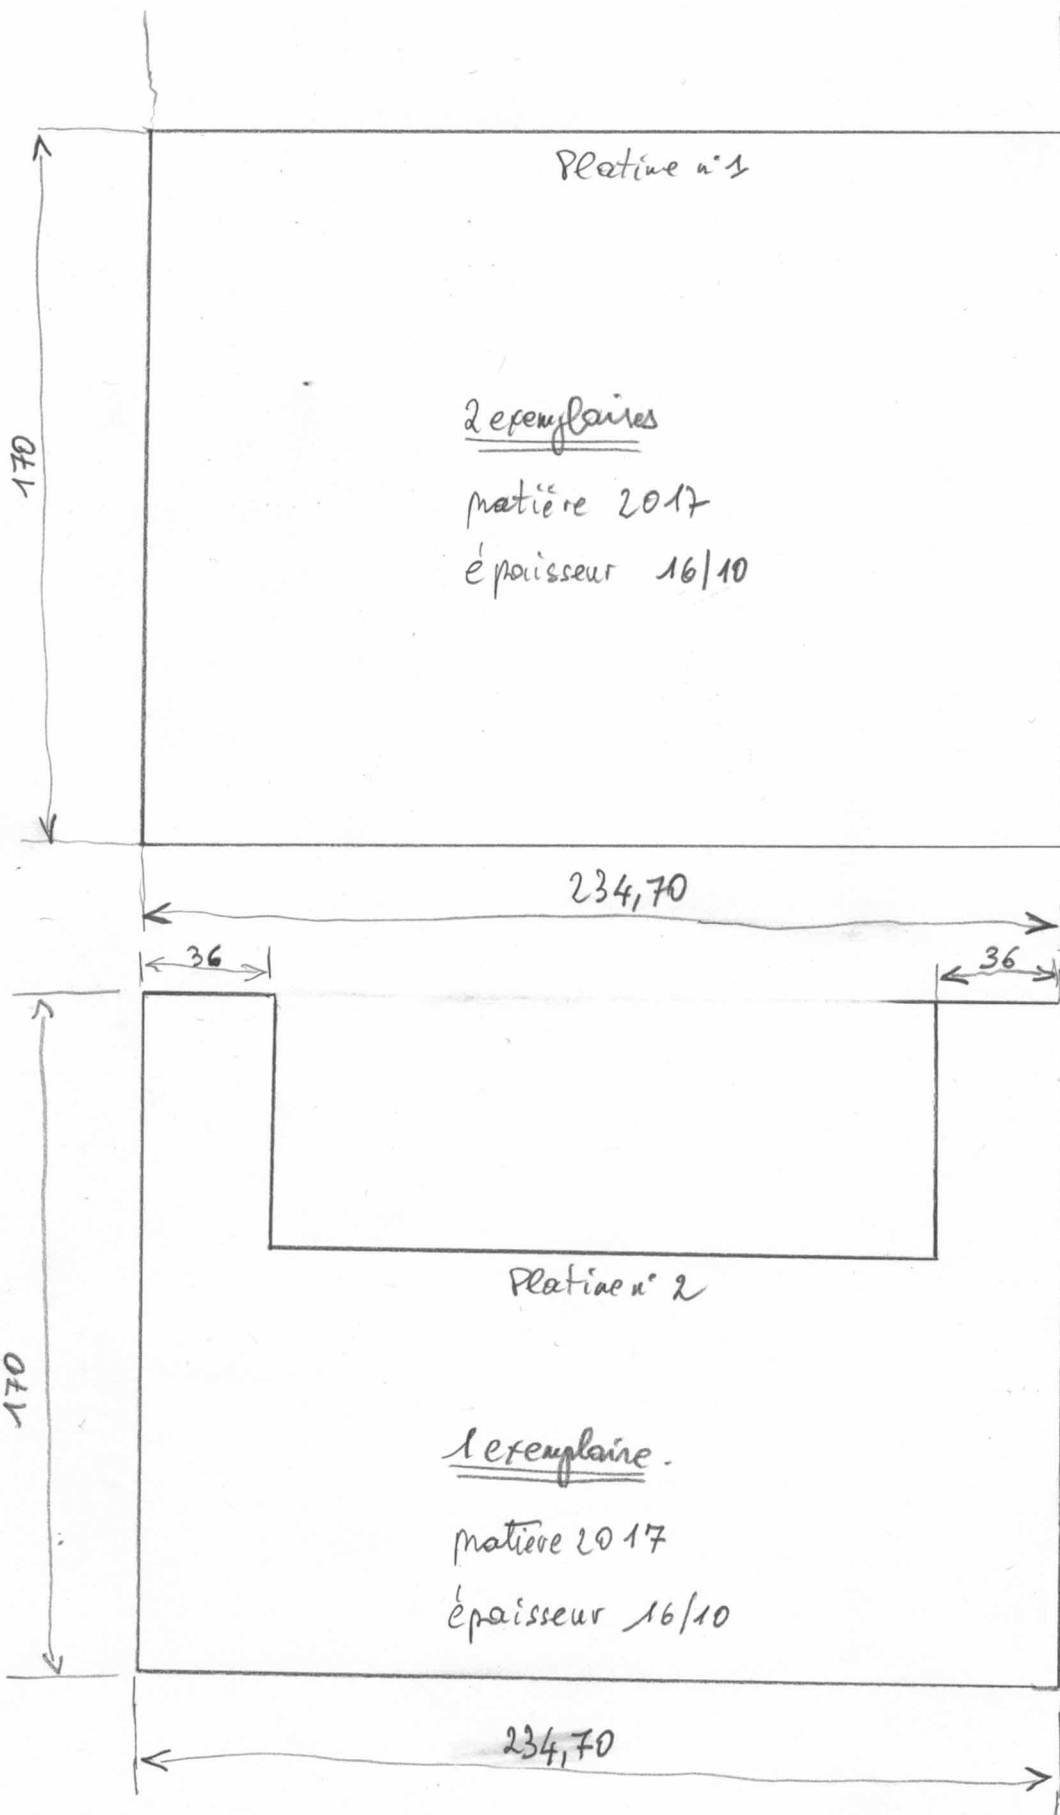 Platine n°1
2 exemplaires
matière 2017
épaisseur 16/10
170
234,70
36
36
Platine n° 2
170
1 exemplaire.
matière 2017
épaisseur 16/10
234,70